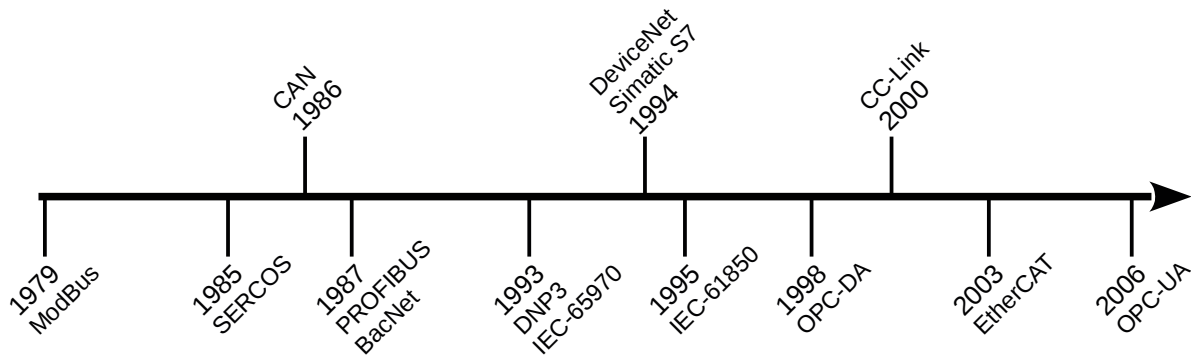 CAN
1986
DeviceNet
Simatic S7
1994
CC-Link
2000
1979
ModBus
1985
SERCOS
1987
PROFIBUS
BacNet
1993
DNP3
IEC-65970
1995
IEC-61850
1998
OPC-DA
2003
EtherCAT
2006
OPC-UA